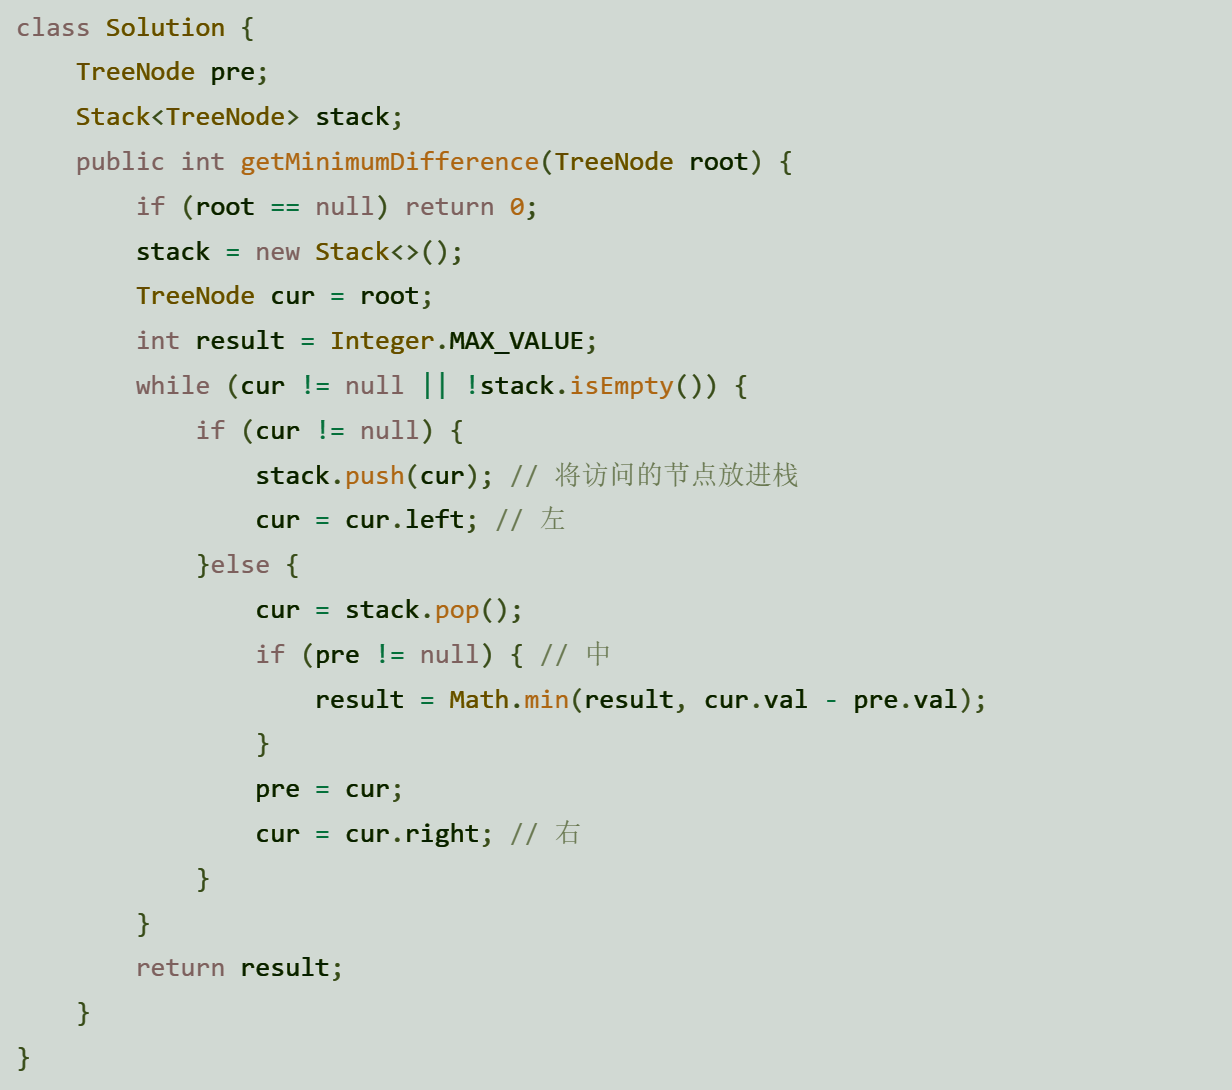 class Solution {
    TreeNode pre;
    Stack<TreeNode> stack;
    public int getMinimumDifference(TreeNode root) {
        if (root == null) return 0;
        stack = new Stack<>();
        TreeNode cur = root;
        int result = Integer.MAX_VALUE;
        while (cur != null || !stack.isEmpty()) {
            if (cur != null) {
                stack.push(cur); // 将访问的节点放进栈
                cur = cur.left; // 左
            }else {
                cur = stack.pop();
                if (pre != null) { // 中
                    result = Math.min(result, cur.val - pre.val);
                }
                pre = cur;
                cur = cur.right; // 右
            }
        }
        return result;
    }
}